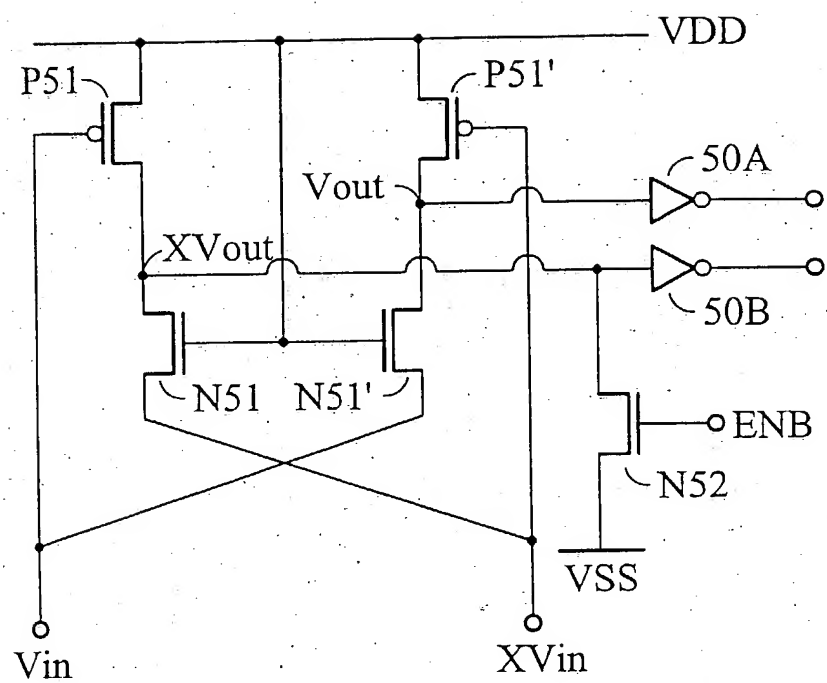 VDD
P51
P51'
50A
Vout
XVout
50B
N51
N51'
ENB
N52
VSS
Vin
XVin